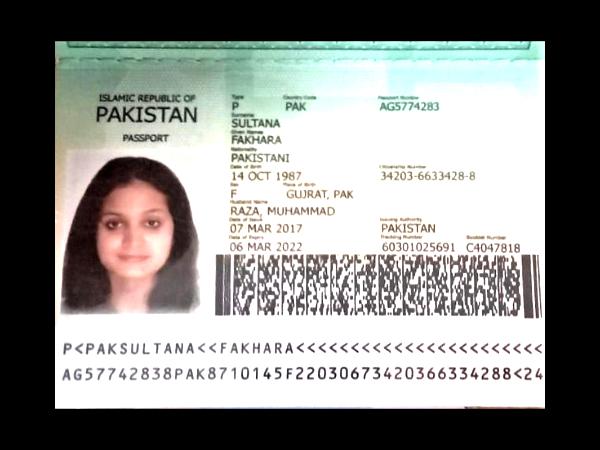 ISLAMIC REPUBLIC OF
PAKISTAN
PASSPORT
Type Country Code Passport Number
P PAK AG5774283
Surname
SULTANA
Given Names
FAKHARA
Nationality
PAKISTANI
Date of Birth Citizenship Number
14 OCT 1987 34203-6633428-8
Sex Place of Birth
F GUJRAT, PAK
Husband Name
RAZA, MUHAMMAD
Date of Issue Issuing Authority
07 MAR 2017 PAKISTAN
Date of Expiry Tracking Number Booklet Number
06 MAR 2022 60301025691 C4047818
P<PAKSULTANA<<FAKHARA<<<<<<<<<<<<<<<<<<<<<<<
AG57742838PAK8710145F22030673420366334288<24